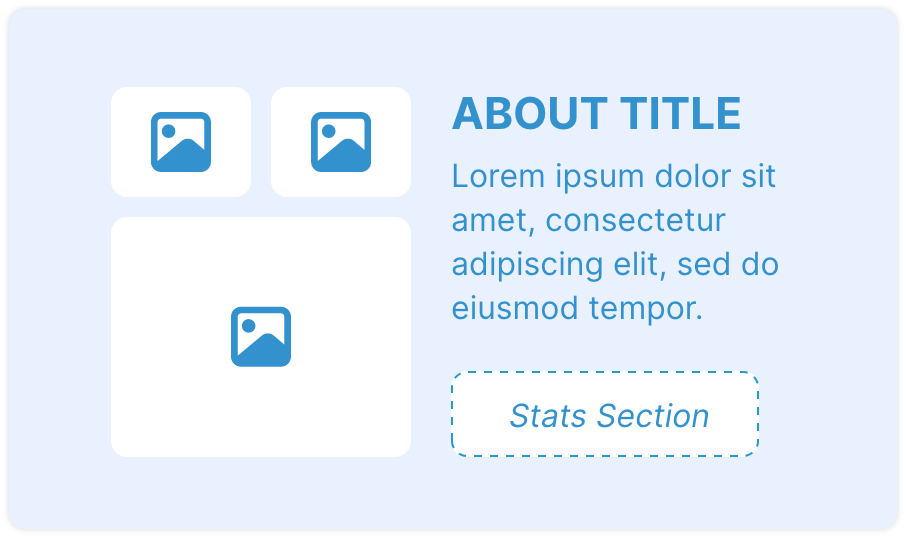 ABOUT TITLE
Lorem ipsum dolor sit
amet, consectetur
adipiscing elit, sed do
eiusmod tempor.
Stats Section